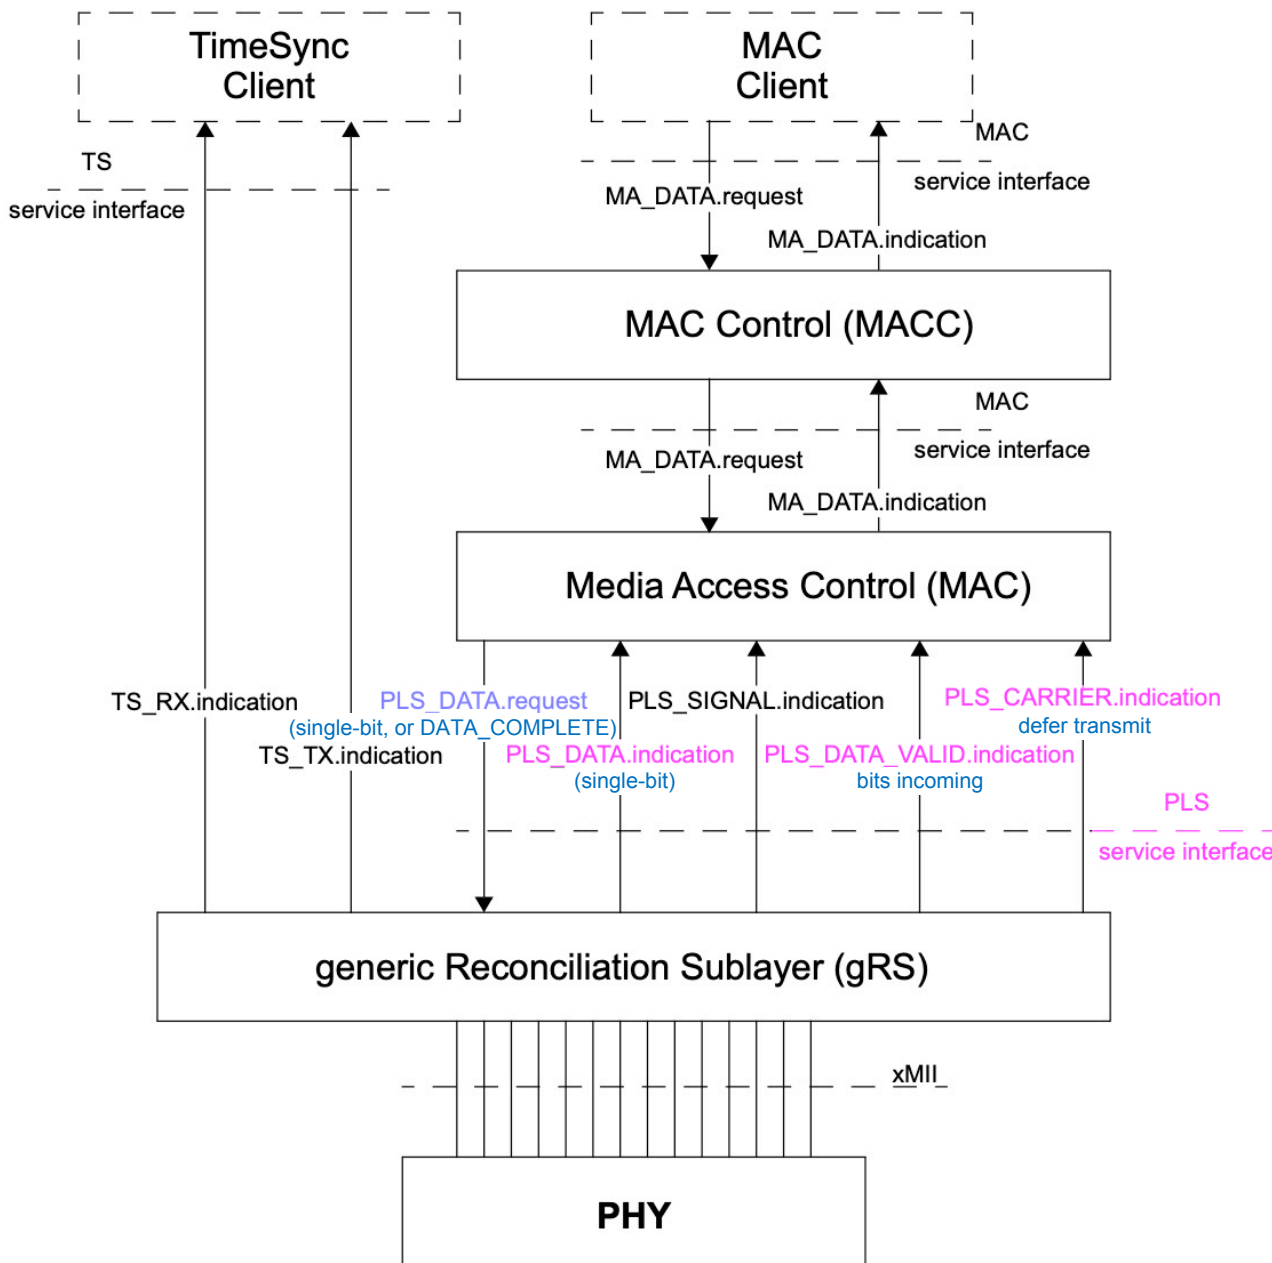 TimeSync
Client
MAC
Client
MAC
TS
service interface
service interface
MA_DATA.request
MA_DATA.indication
MAC Control (MACC)
MAC
service interface
MA_DATA.request
MA_DATA.indication
Media Access Control (MAC)
TS_RX.indication
PLS_DATA.request
(single-bit, or DATA_COMPLETE)
PLS_SIGNAL.indication
PLS_CARRIER.indication
defer transmit
TS_TX.indication
PLS_DATA.indication
(single-bit)
PLS_DATA_VALID.indication
bits incoming
PLS
service interface
generic Reconciliation Sublayer (gRS)
xMII
PHY